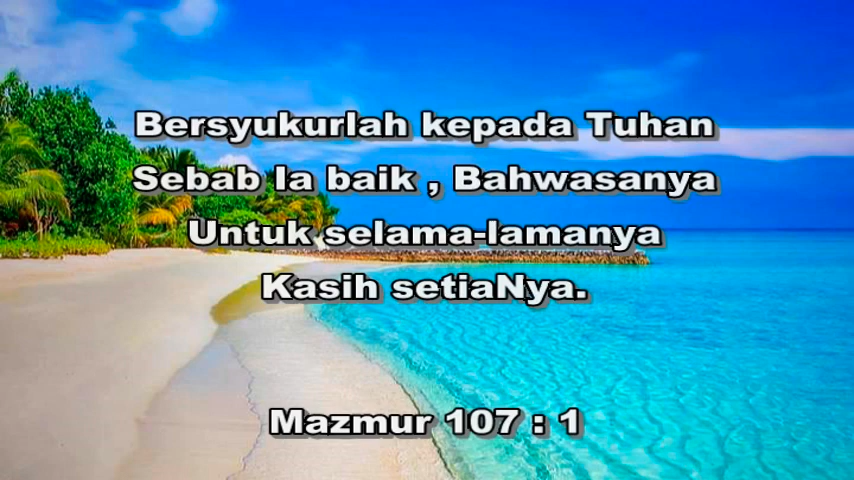 Bersyukurlah kepada Tuhan
Sebab Ia baik , Bahwasanya
Untuk selama-lamanya
Kasih setiaNya.
Mazmur 107 : 1